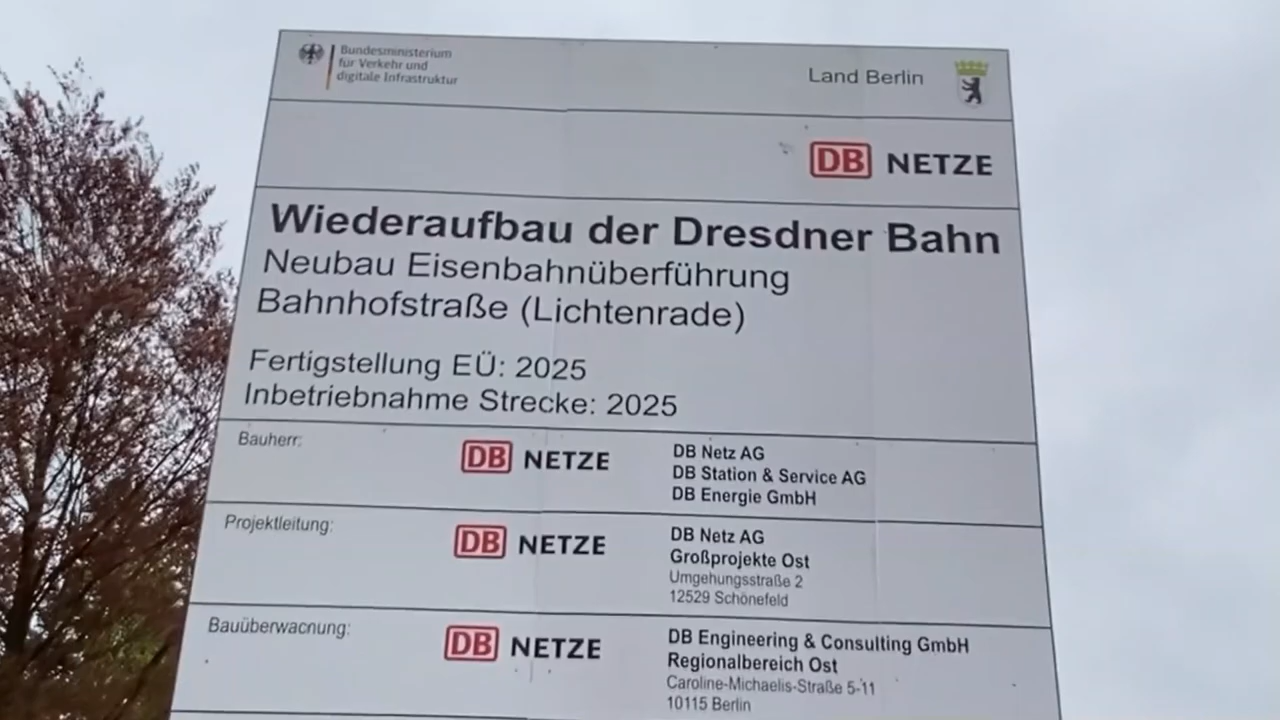 Bundesministerium
für Verkehr und
digitale Infrastruktur
Land Berlin
DB NETZE
Wiederaufbau der Dresdner Bahn
Neubau Eisenbahnüberführung
Bahnhofstraße (Lichtenrade)
Fertigstellung EÜ: 2025
Inbetriebnahme Strecke: 2025
Bauherr:
DB NETZE
DB Netz AG
DB Station & Service AG
DB Energie GmbH
Projektleitung:
DB NETZE
DB Netz AG
Großprojekte Ost
Umgehungsstraße 2
12529 Schönefeld
Bauüberwacnung:
DB NETZE
DB Engineering & Consulting GmbH
Regionalbereich Ost
Caroline-Michaelis-Straße 5-11
10115 Berlin